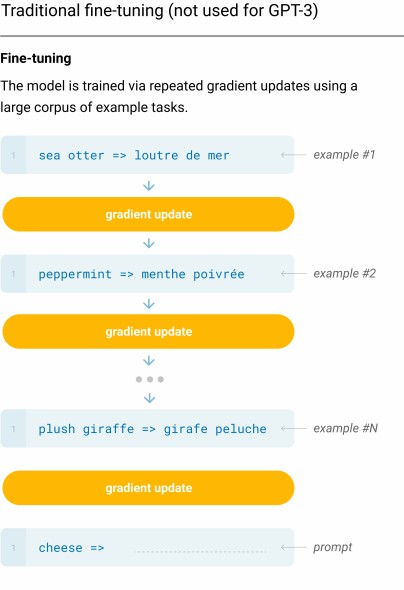 Traditional fine-tuning (not used for GPT-3)
Fine-tuning
The model is trained via repeated gradient updates using a
large corpus of example tasks.
1 sea otter => loutre de mer example #1
gradient update
1 peppermint => menthe poivrée example #2
gradient update
1 plush giraffe => girafe peluche example #N
gradient update
1 cheese => prompt